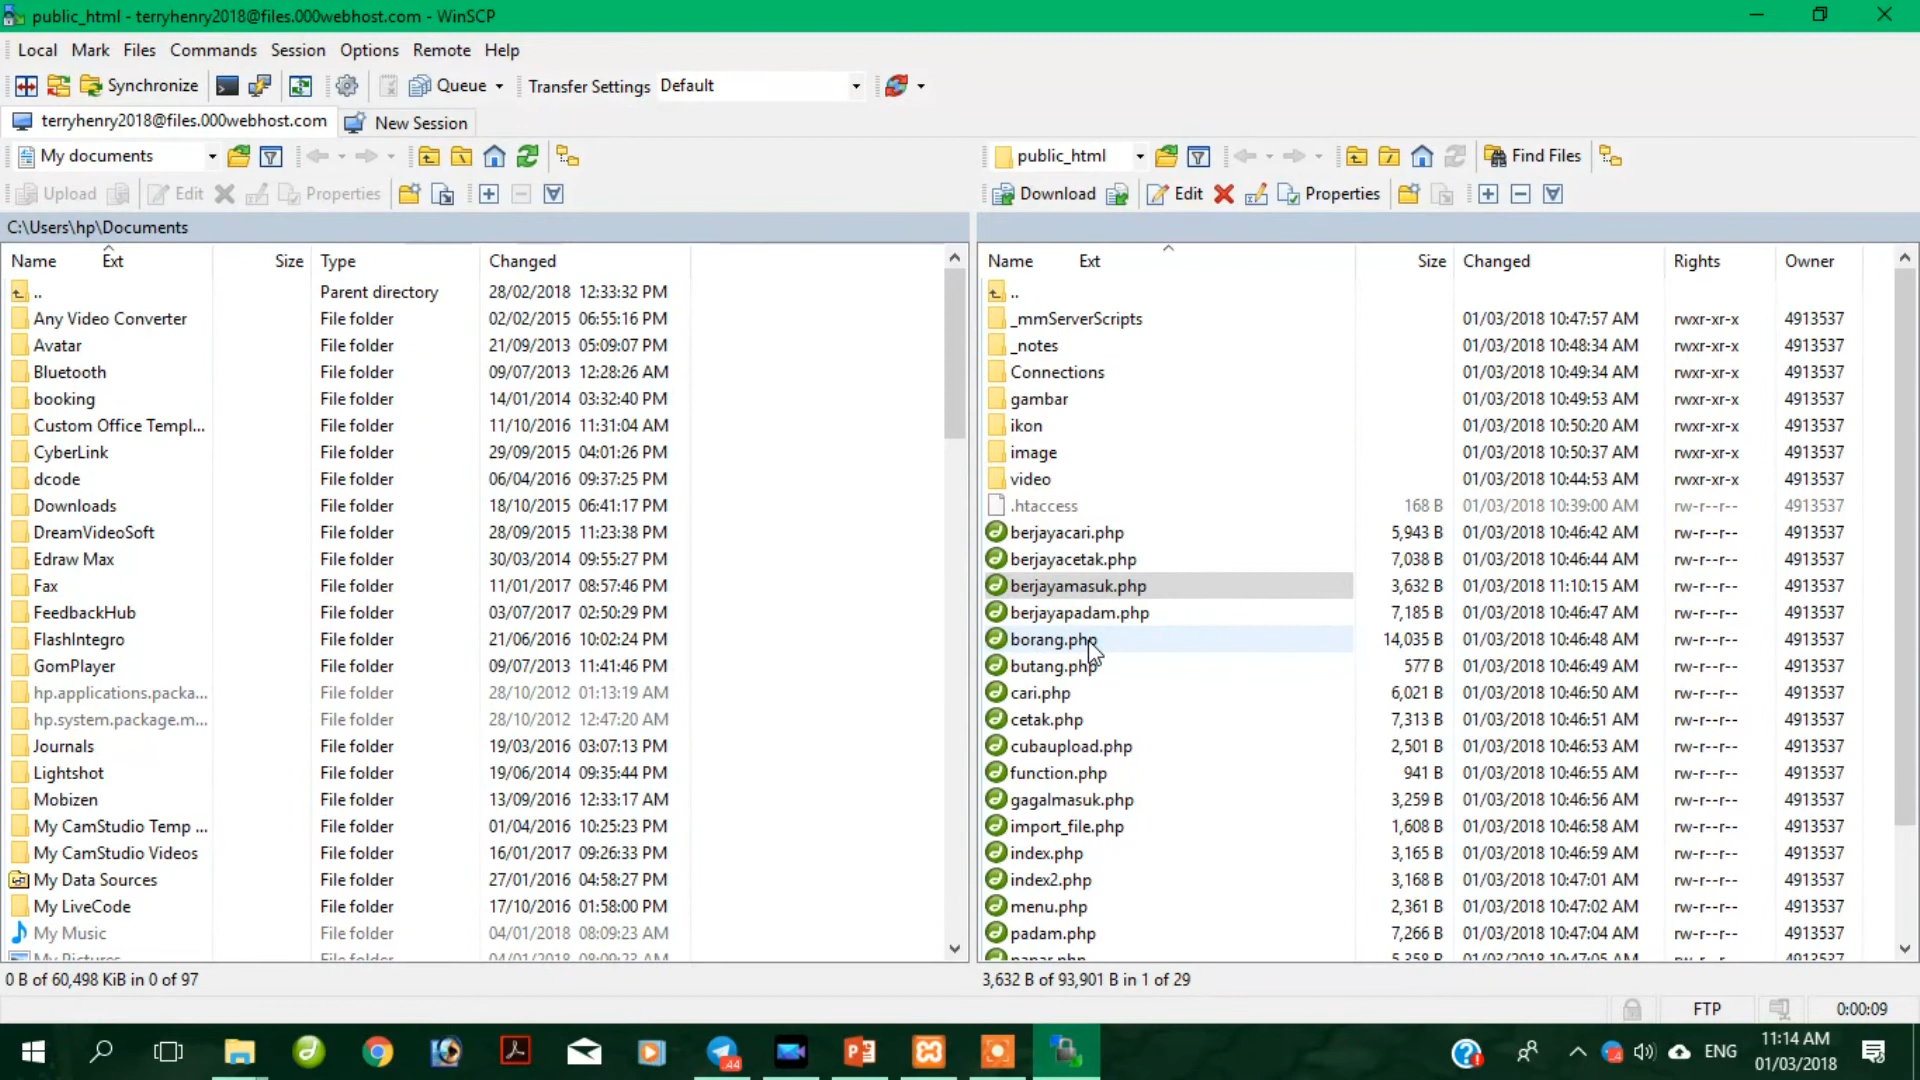 public_html - terryhenry2018@files.000webhost.com - WinSCP
Local Mark Files Commands Session Options Remote Help
Synchronize Queue Transfer Settings Default
terryhenry2018@files.000webhost.com New Session
My documents public_html Find Files
Upload Edit Properties Download Edit Properties
C:\Users\hp\Documents
Name Ext Size Type Changed
.. Parent directory 28/02/2018 12:33:32 PM
Any Video Converter File folder 02/02/2015 06:55:16 PM
Avatar File folder 21/09/2013 05:09:07 PM
Bluetooth File folder 09/07/2013 12:28:26 AM
booking File folder 14/01/2014 03:32:40 PM
Custom Office Templ... File folder 11/10/2016 11:31:04 AM
CyberLink File folder 29/09/2015 04:01:26 PM
dcode File folder 06/04/2016 09:37:25 PM
Downloads File folder 18/10/2015 06:41:17 PM
DreamVideoSoft File folder 28/09/2015 11:23:38 PM
Edraw Max File folder 30/03/2014 09:55:27 PM
Fax File folder 11/01/2017 08:57:46 PM
FeedbackHub File folder 03/07/2017 02:50:29 PM
FlashIntegro File folder 21/06/2016 10:02:24 PM
GomPlayer File folder 09/07/2013 11:41:46 PM
hp.applications.packa... File folder 28/10/2012 01:13:19 AM
hp.system.package.m... File folder 28/10/2012 12:47:20 AM
Journals File folder 19/03/2016 03:07:13 PM
Lightshot File folder 19/06/2014 09:35:44 PM
Mobizen File folder 13/09/2016 12:33:17 AM
My CamStudio Temp ... File folder 01/04/2016 10:25:23 PM
My CamStudio Videos File folder 16/01/2017 09:26:33 PM
My Data Sources File folder 27/01/2016 04:58:27 PM
My LiveCode File folder 17/10/2016 01:58:00 PM
My Music File folder 04/01/2018 08:09:23 AM
My Pictures File folder 04/01/2018 08:09:23 AM
0 B of 60,498 KiB in 0 of 97
Name Ext Size Changed Rights Owner
..
_mmServerScripts 01/03/2018 10:47:57 AM rwxr-xr-x 4913537
_notes 01/03/2018 10:48:34 AM rwxr-xr-x 4913537
Connections 01/03/2018 10:49:34 AM rwxr-xr-x 4913537
gambar 01/03/2018 10:49:53 AM rwxr-xr-x 4913537
ikon 01/03/2018 10:50:20 AM rwxr-xr-x 4913537
image 01/03/2018 10:50:37 AM rwxr-xr-x 4913537
video 01/03/2018 10:44:53 AM rwxr-xr-x 4913537
.htaccess 168 B 01/03/2018 10:39:00 AM rw-r--r-- 4913537
berjayacari.php 5,943 B 01/03/2018 10:46:42 AM rw-r--r-- 4913537
berjayacetak.php 7,038 B 01/03/2018 10:46:44 AM rw-r--r-- 4913537
berjayamasuk.php 3,632 B 01/03/2018 11:10:15 AM rw-r--r-- 4913537
berjayapadam.php 7,185 B 01/03/2018 10:46:47 AM rw-r--r-- 4913537
borang.php 14,035 B 01/03/2018 10:46:48 AM rw-r--r-- 4913537
butang.php 577 B 01/03/2018 10:46:49 AM rw-r--r-- 4913537
cari.php 6,021 B 01/03/2018 10:46:50 AM rw-r--r-- 4913537
cetak.php 7,313 B 01/03/2018 10:46:51 AM rw-r--r-- 4913537
cubaupload.php 2,501 B 01/03/2018 10:46:53 AM rw-r--r-- 4913537
function.php 941 B 01/03/2018 10:46:55 AM rw-r--r-- 4913537
gagalmasuk.php 3,259 B 01/03/2018 10:46:56 AM rw-r--r-- 4913537
import_file.php 1,608 B 01/03/2018 10:46:58 AM rw-r--r-- 4913537
index.php 3,165 B 01/03/2018 10:46:59 AM rw-r--r-- 4913537
index2.php 3,168 B 01/03/2018 10:47:01 AM rw-r--r-- 4913537
menu.php 2,361 B 01/03/2018 10:47:02 AM rw-r--r-- 4913537
padam.php 7,266 B 01/03/2018 10:47:04 AM rw-r--r-- 4913537
papar.php 5,358 B 01/03/2018 10:47:05 AM rw-r--r-- 4913537
3,632 B of 93,901 B in 1 of 29
FTP 0:00:09
44 ENG 11:14 AM
01/03/2018